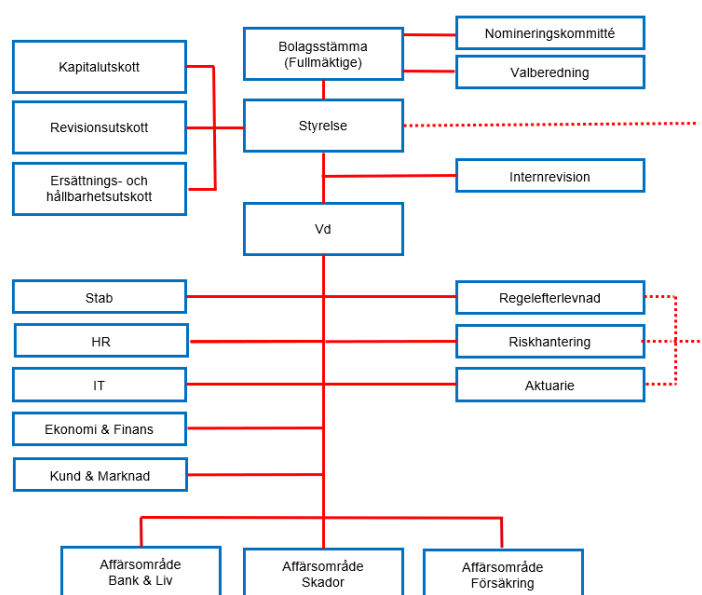 Bolagsstämma
(Fullmäktige)
Nomineringskommitté
Valberedning
Kapitalutskott
Revisionsutskott
Ersättnings- och
hållbarhetsutskott
Styrelse
Internrevision
Vd
Stab
Regelefterlevnad
HR
Riskhantering
IT
Aktuarie
Ekonomi & Finans
Kund & Marknad
Affärsområde
Bank & Liv
Affärsområde
Skador
Affärsområde
Försäkring